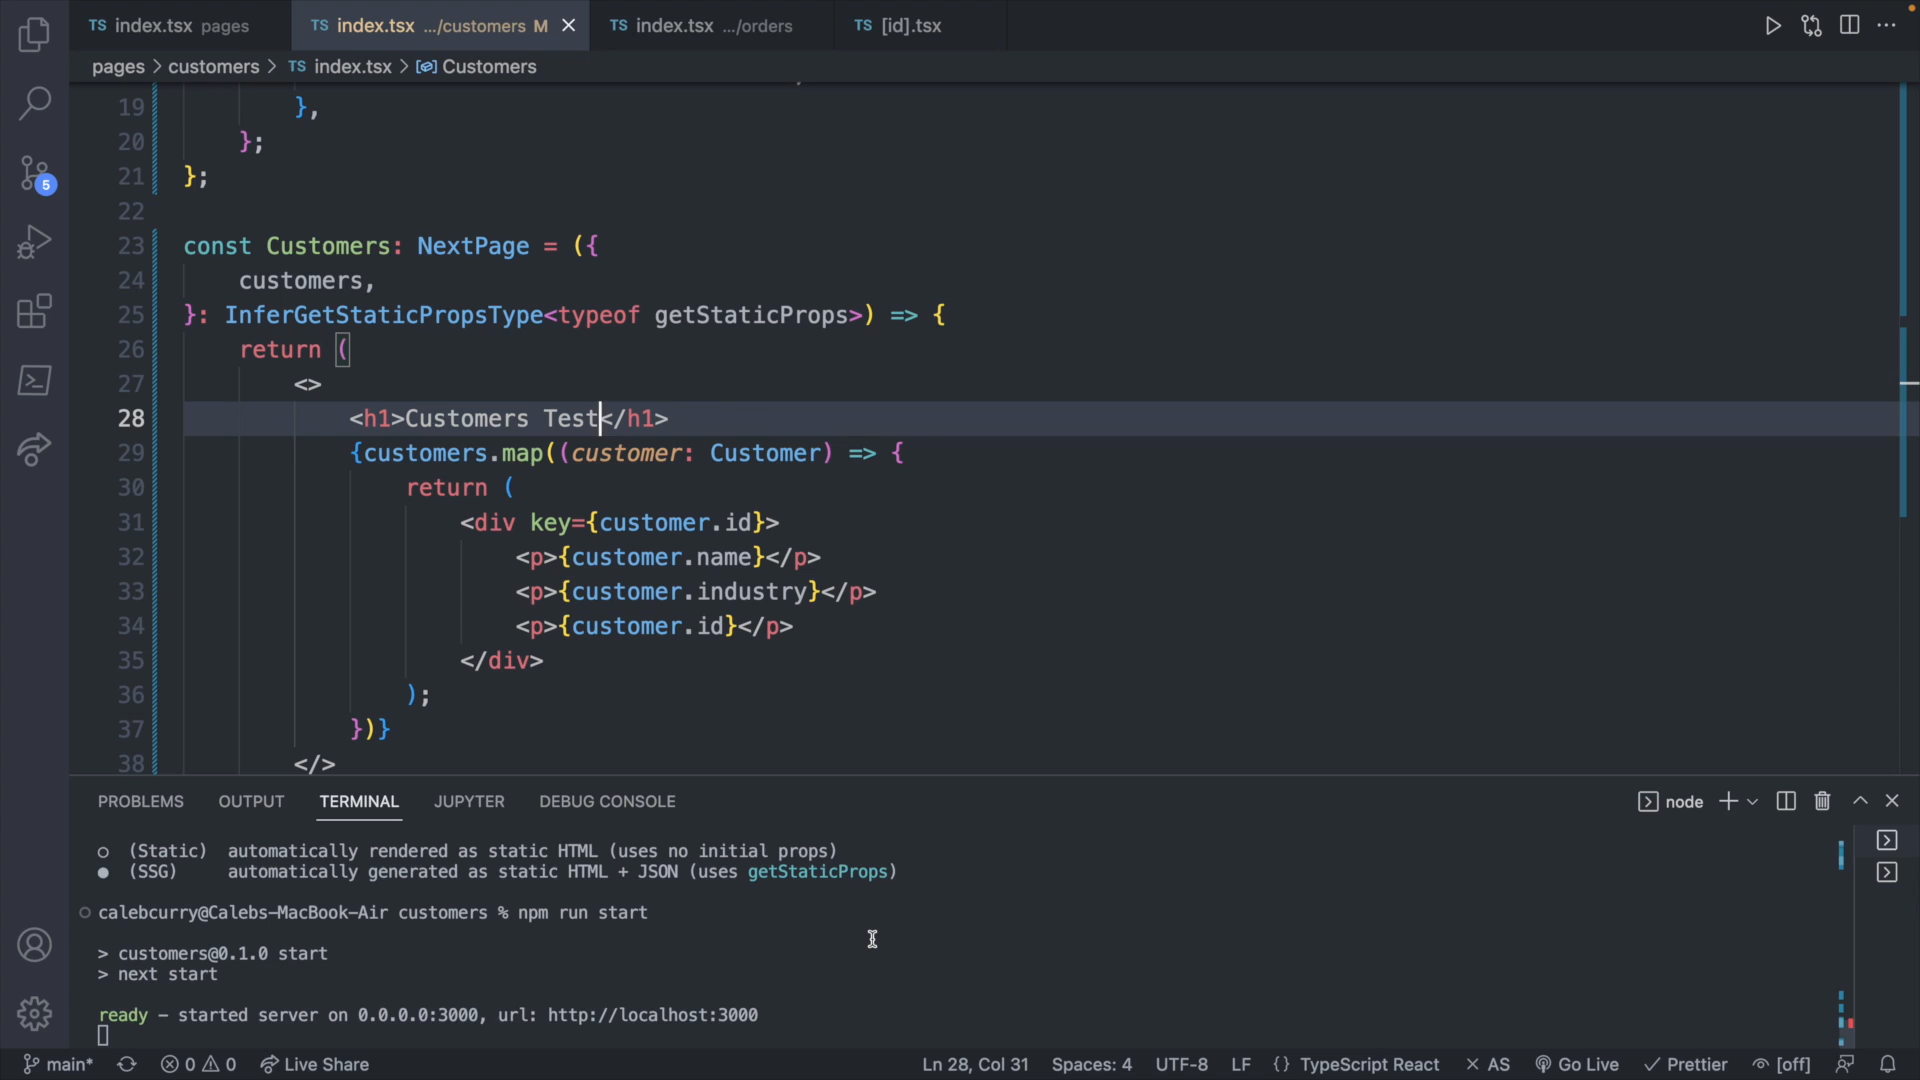 TS index.tsx pages TS index.tsx .../customers M TS index.tsx .../orders TS [id].tsx
pages > customers > TS index.tsx > Customers
19 },
20 };
21 };
22
23 const Customers: NextPage = ({
24 customers,
25 }: InferGetStaticPropsType<typeof getStaticProps>) => {
26 return (
27 <>
28 <h1>Customers Test</h1>
29 {customers.map((customer: Customer) => {
30 return (
31 <div key={customer.id}>
32 <p>{customer.name}</p>
33 <p>{customer.industry}</p>
34 <p>{customer.id}</p>
35 </div>
36 );
37 })}
38 </>
5
PROBLEMS OUTPUT TERMINAL JUPYTER DEBUG CONSOLE node
○ (Static) automatically rendered as static HTML (uses no initial props)
● (SSG) automatically generated as static HTML + JSON (uses getStaticProps)
calebcurry@Calebs-MacBook-Air customers % npm run start
> customers@0.1.0 start
> next start
ready - started server on 0.0.0.0:3000, url: http://localhost:3000
main* 0 0 Live Share Ln 28, Col 31 Spaces: 4 UTF-8 LF {} TypeScript React AS Go Live Prettier [off]